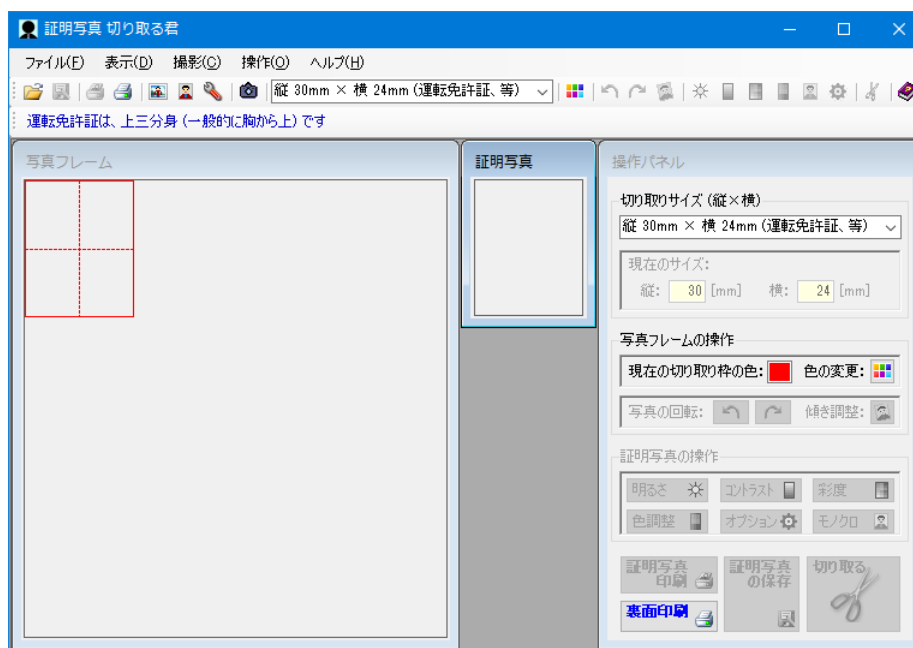 証明写真 切り取る君
ファイル(F) 表示(D) 撮影(C) 操作(O) ヘルプ(H)
縦 30mm × 横 24mm (運転免許証、等)
運転免許証は、上三分身 (一般的に胸から上) です
写真フレーム
証明写真
操作パネル
切り取りサイズ (縦×横)
縦 30mm × 横 24mm (運転免許証、等)
現在のサイズ:
縦: 30 [mm] 横: 24 [mm]
写真フレームの操作
現在の切り取り枠の色: 色の変更:
写真の回転: 傾き調整:
証明写真の操作
明るさ コントラスト 彩度
色調整 オプション モノクロ
証明写真
印刷
証明写真
の保存
切り取る
裏面印刷